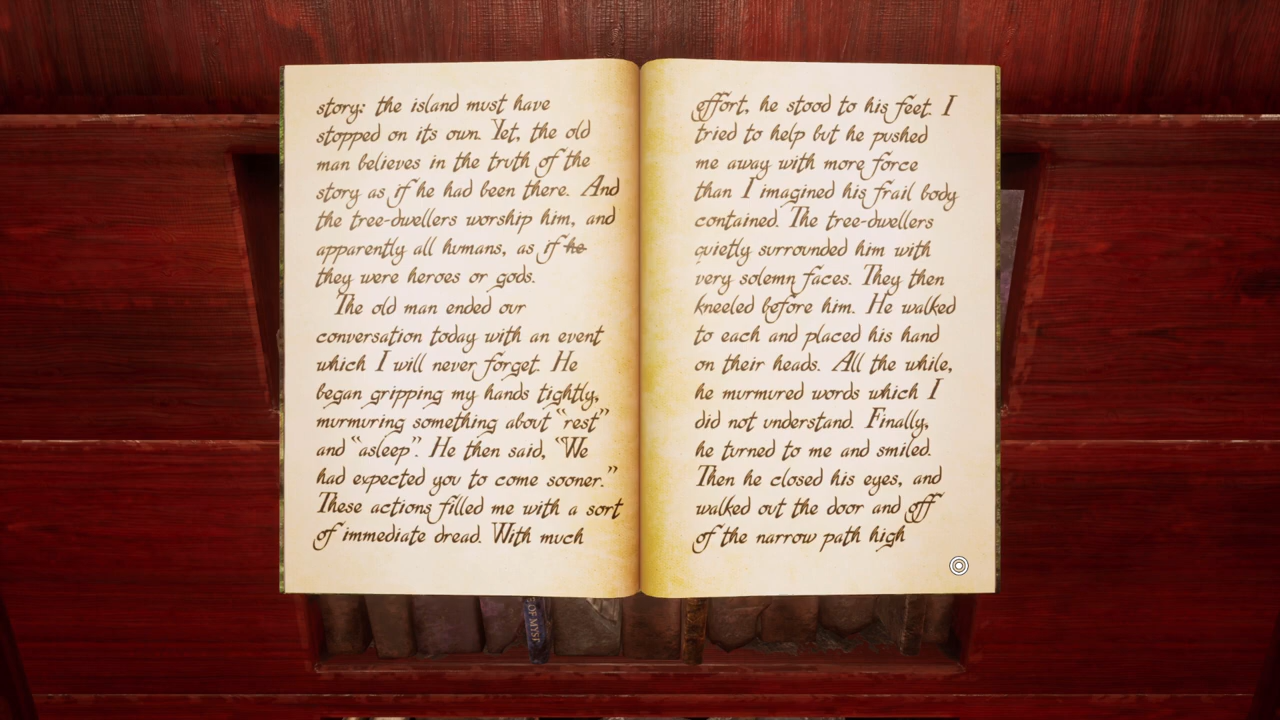 story: the island must have
stopped on its own. Yet, the old
man believes in the truth of the
story as if he had been there. And
the tree-dwellers worship him, and
apparently all humans, as if he
they were heroes or gods.
The old man ended our
conversation today with an event
which I will never forget. He
began gripping my hands tightly,
murmuring something about "rest"
and "asleep". He then said, "We
had expected you to come sooner."
These actions filled me with a sort
of immediate dread. With much
effort, he stood to his feet. I
tried to help but he pushed
me away with more force
than I imagined his frail body
contained. The tree-dwellers
quietly surrounded him with
very solemn faces. They then
kneeled before him. He walked
to each and placed his hand
on their heads. All the while,
he murmured words which I
did not understand. Finally,
he turned to me and smiled.
Then he closed his eyes, and
walked out the door and off
of the narrow path high
OF MYST